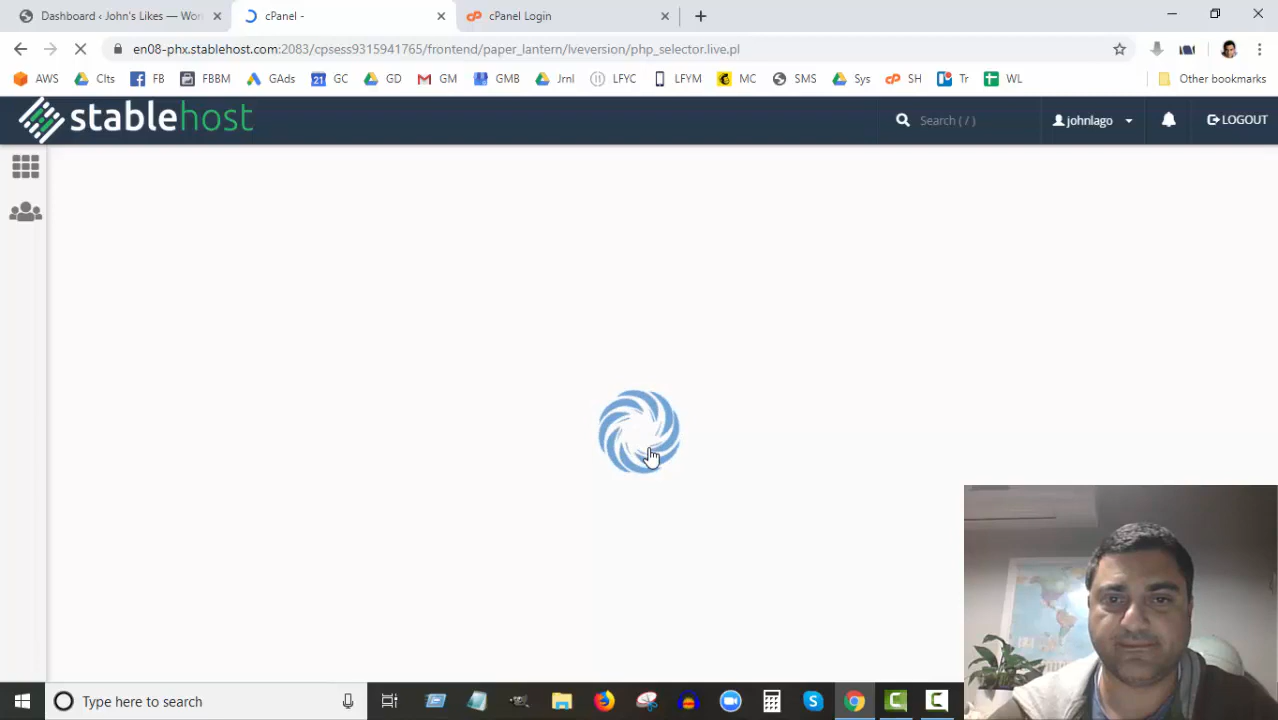 Dashboard ‹ John's Likes — Wor
cPanel -
cPanel Login
en08-phx.stablehost.com:2083/cpsess9315941765/frontend/paper_lantern/lveversion/php_selector.live.pl
AWS Clts FB FBBM GAds GC GD GM GMB Jrnl LFYC LFYM MC SMS Sys SH Tr WL Other bookmarks
stablehost
Search ( / )
johnlago
LOGOUT
Type here to search